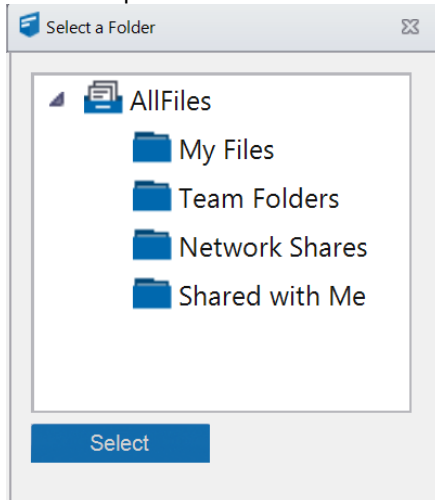 Select a Folder
AllFiles
My Files
Team Folders
Network Shares
Shared with Me
Select